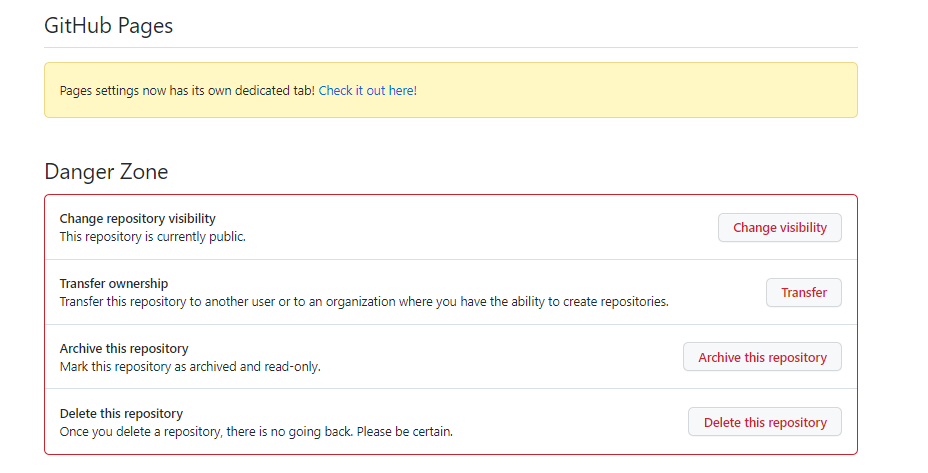 GitHub Pages
Pages settings now has its own dedicated tab! Check it out here!
Danger Zone
Change repository visibility
This repository is currently public.
Change visibility
Transfer ownership
Transfer this repository to another user or to an organization where you have the ability to create repositories.
Transfer
Archive this repository
Mark this repository as archived and read-only.
Archive this repository
Delete this repository
Once you delete a repository, there is no going back. Please be certain.
Delete this repository